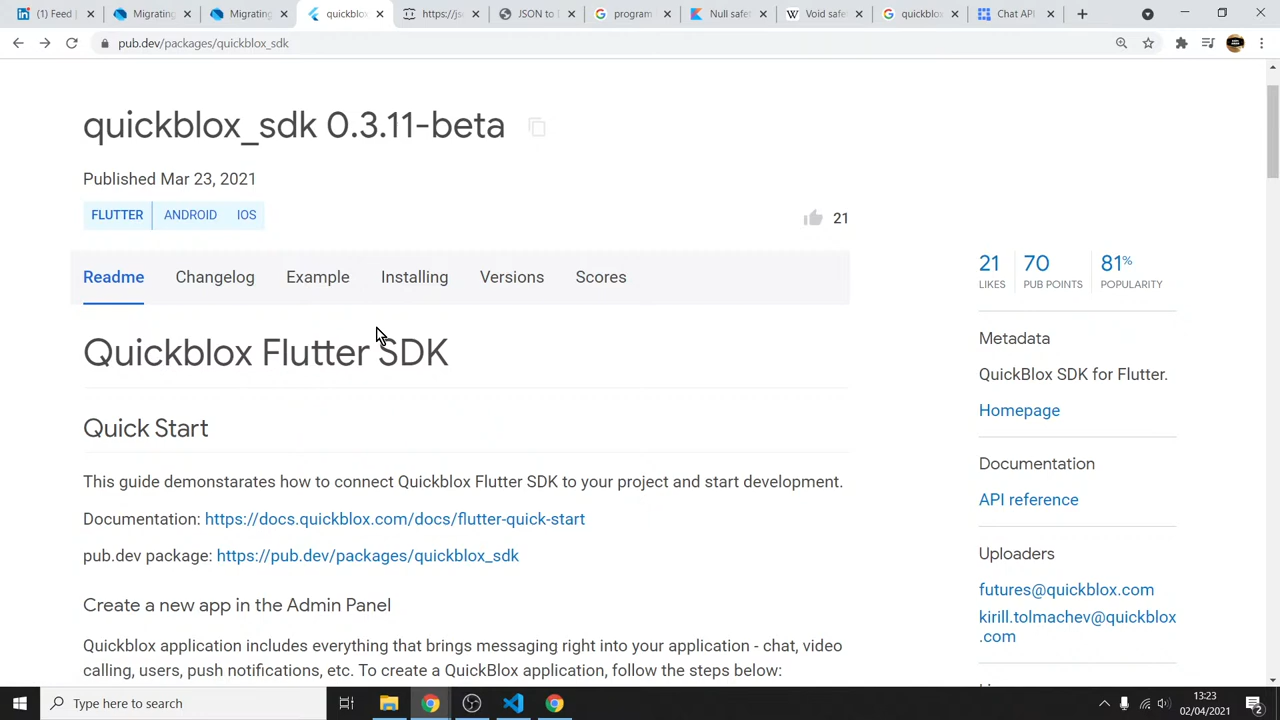 Feed |
Migrating
Migrating
quickblox
https://p
JSON to D
program
Null safe
Void safe
quickblox
Chat API
pub.dev/packages/quickblox_sdk
quickblox_sdk 0.3.11-beta
Published Mar 23, 2021
FLUTTER
ANDROID
IOS
21
Readme
Changelog
Example
Installing
Versions
Scores
21
LIKES
70
PUB POINTS
81%
POPULARITY
Quickblox Flutter SDK
Quick Start
This guide demonstarates how to connect Quickblox Flutter SDK to your project and start development.
Documentation: https://docs.quickblox.com/docs/flutter-quick-start
pub.dev package: https://pub.dev/packages/quickblox_sdk
Create a new app in the Admin Panel
Quickblox application includes everything that brings messaging right into your application - chat, video
calling, users, push notifications, etc. To create a QuickBlox application, follow the steps below:
Metadata
QuickBlox SDK for Flutter.
Homepage
Documentation
API reference
Uploaders
futures@quickblox.com
kirill.tolmachev@quickblox
.com
Type here to search
13:23
02/04/2021
2